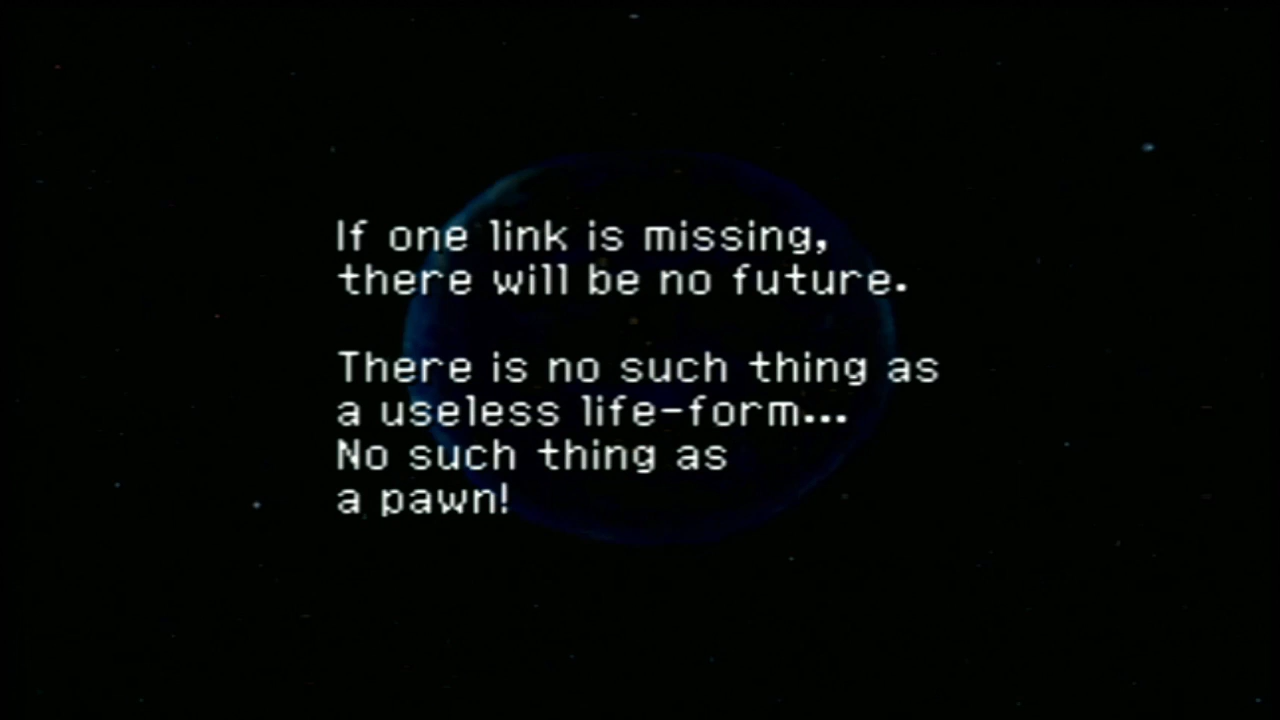 If one link is missing,
there will be no future.
There is no such thing as
a useless life-form...
No such thing as
a pawn!